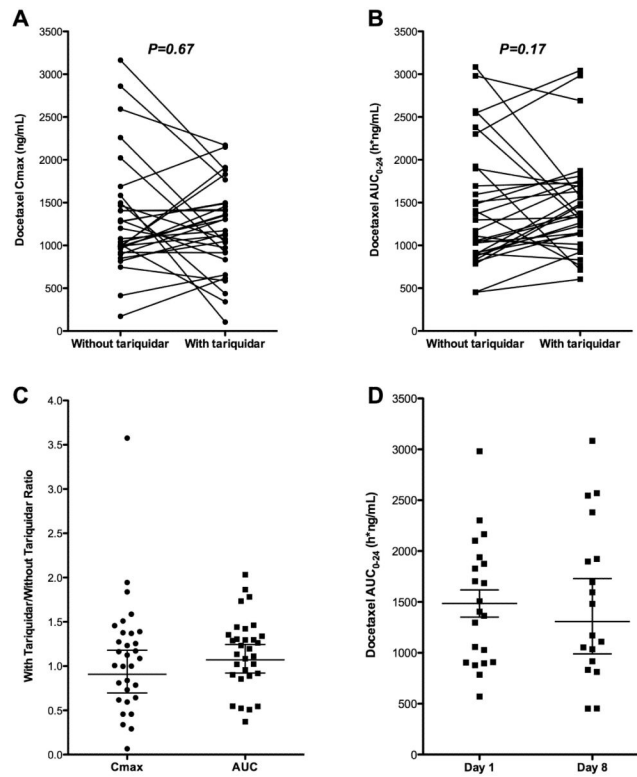 A
P=0.67
Docetaxel Cmax (ng/mL)
3500
3000
2500
2000
1500
1000
500
0
Without tariquidar
With tariquidar
B
P=0.17
Docetaxel AUC0-24 (h*ng/mL)
3500
3000
2500
2000
1500
1000
500
0
Without tariquidar
With tariquidar
C
With Tariquidar/Without Tariquidar Ratio
4.0
3.5
3.0
2.5
2.0
1.5
1.0
0.5
0.0
Cmax
AUC
D
Docetaxel AUC0-24 (h*ng/mL)
3500
3000
2500
2000
1500
1000
500
0
Day 1
Day 8